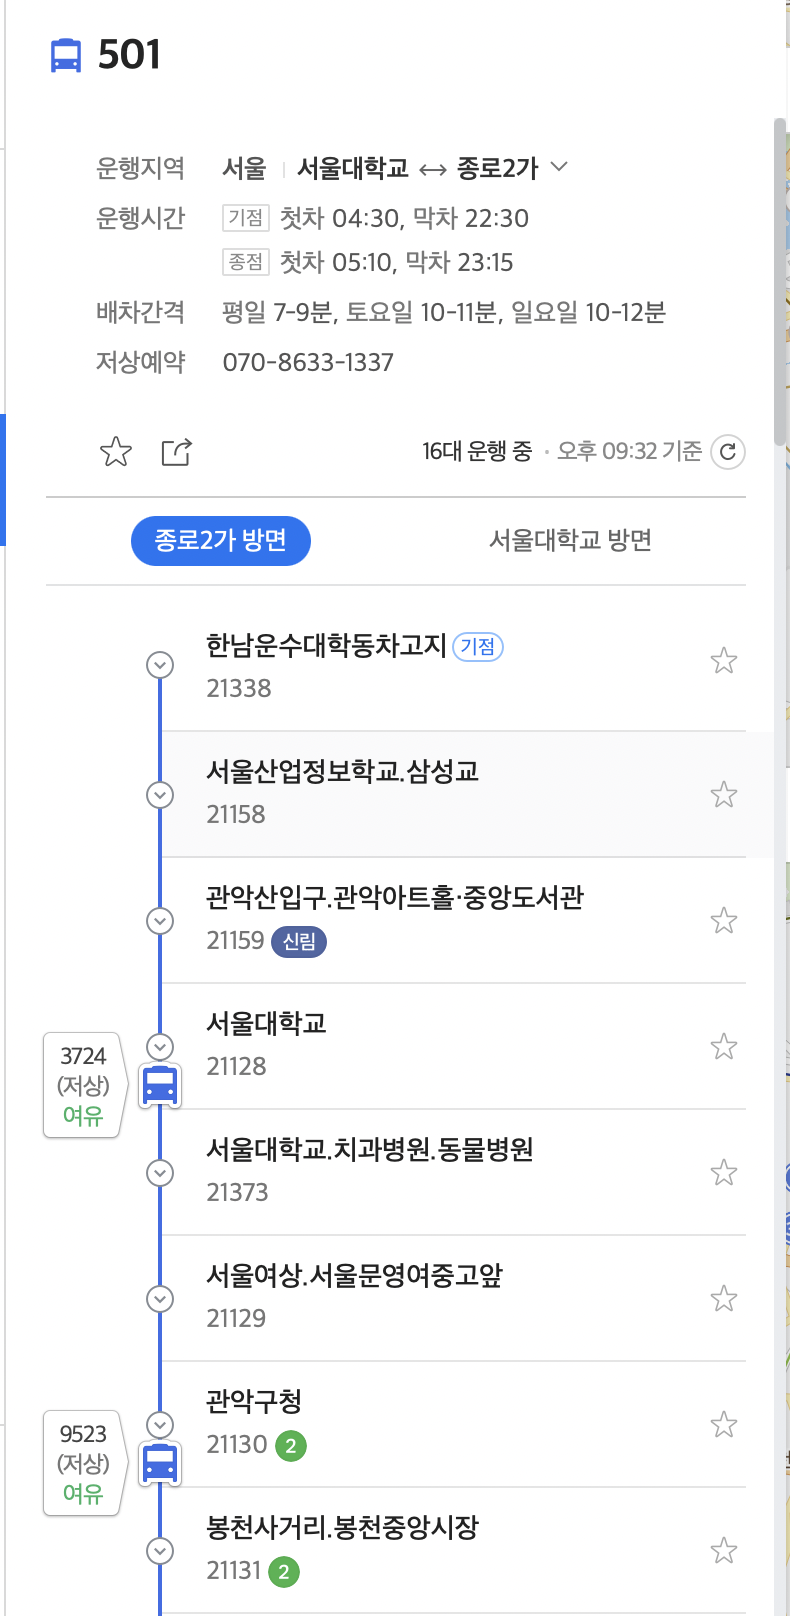 501
운행지역 서울 서울대학교 ↔ 종로2가
운행시간 기점 첫차 04:30, 막차 22:30
종점 첫차 05:10, 막차 23:15
배차간격 평일 7-9분, 토요일 10-11분, 일요일 10-12분
저상예약 070-8633-1337
16대 운행 중 · 오후 09:32 기준
종로2가 방면 서울대학교 방면
한남운수대학동차고지 기점
21338
서울산업정보학교.삼성교
21158
관악산입구.관악아트홀·중앙도서관
21159 신림
서울대학교
21128
3724
(저상)
여유
서울대학교.치과병원.동물병원
21373
서울여상.서울문영여중고앞
21129
관악구청
21130 2
9523
(저상)
여유
봉천사거리.봉천중앙시장
21131 2